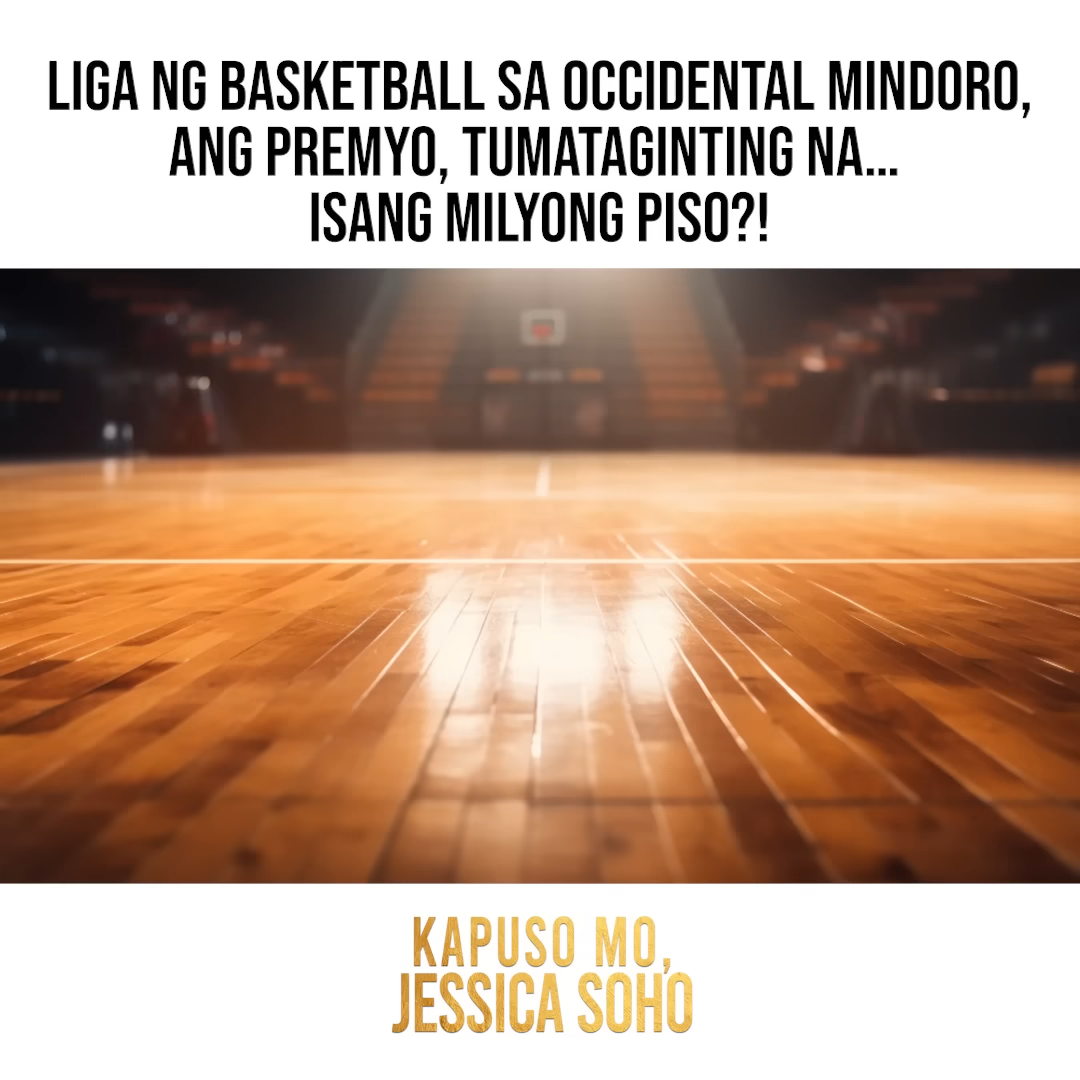 LIGA NG BASKETBALL SA OCCIDENTAL MINDORO,
ANG PREMYO, TUMATAGINTING NA...
ISANG MILYONG PISO?!
KAPUSO MO,
JESSICA SOHO